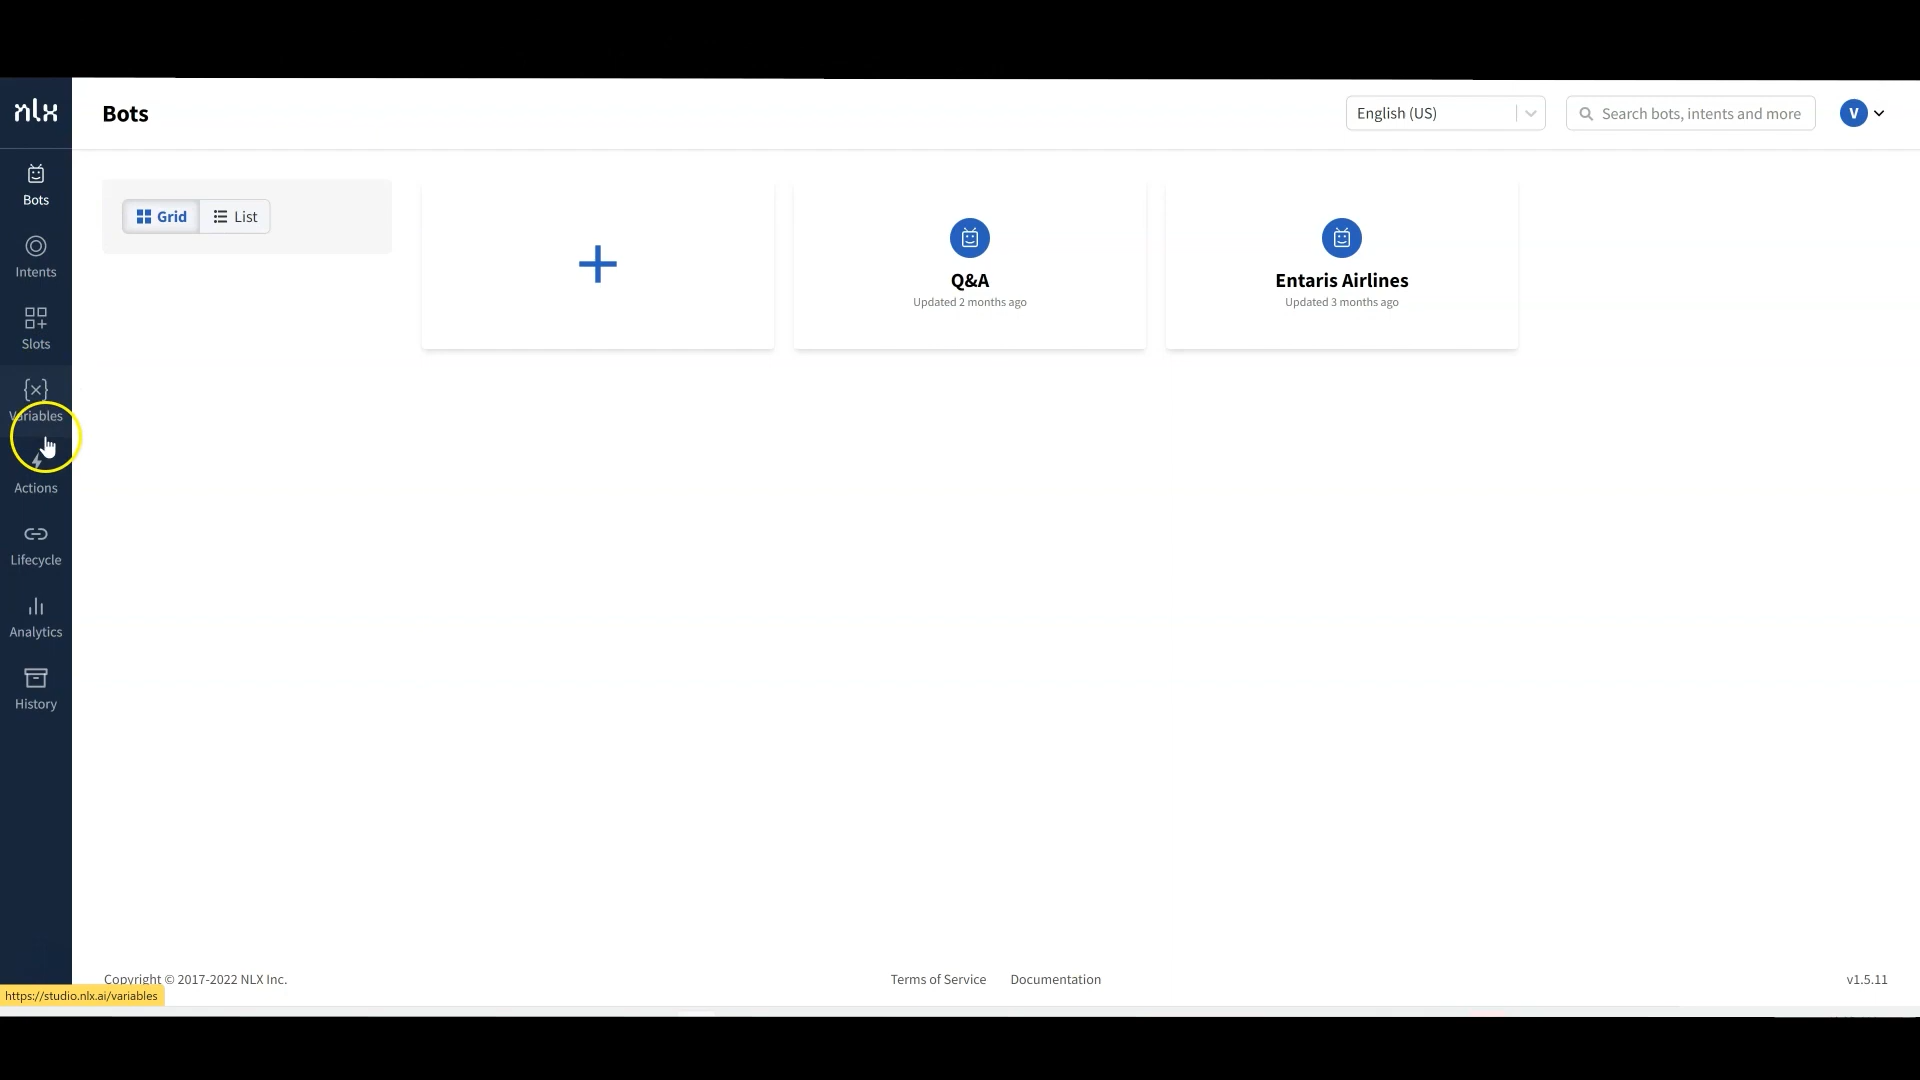 nlx
Bots
English (US)
Search bots, intents and more
V
Bots
Intents
Slots
Variables
Actions
Lifecycle
Analytics
History
Grid
List
Q&A
Updated 2 months ago
Entaris Airlines
Updated 3 months ago
Copyright © 2017-2022 NLX Inc.
Terms of Service
Documentation
v1.5.11
https://studio.nlx.ai/variables